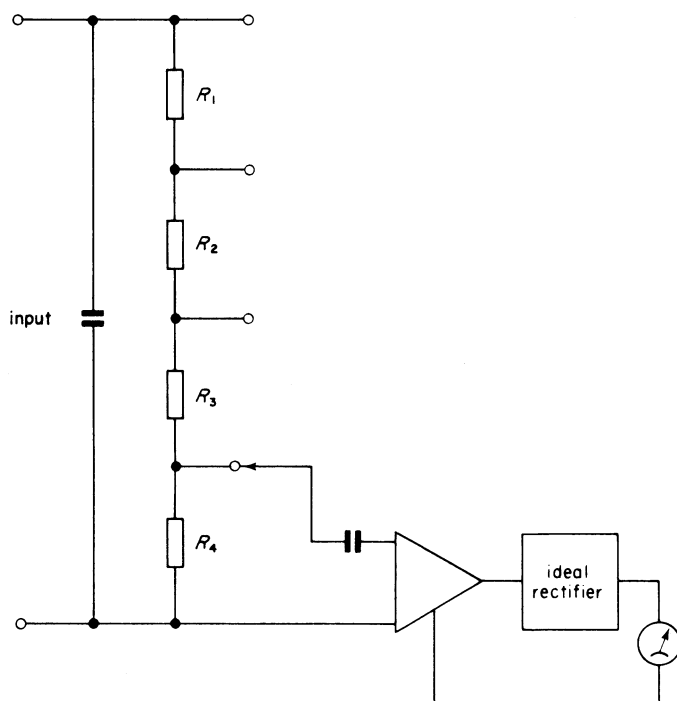 R₁
R₂
input
R₃
R₄
ideal
rectifier